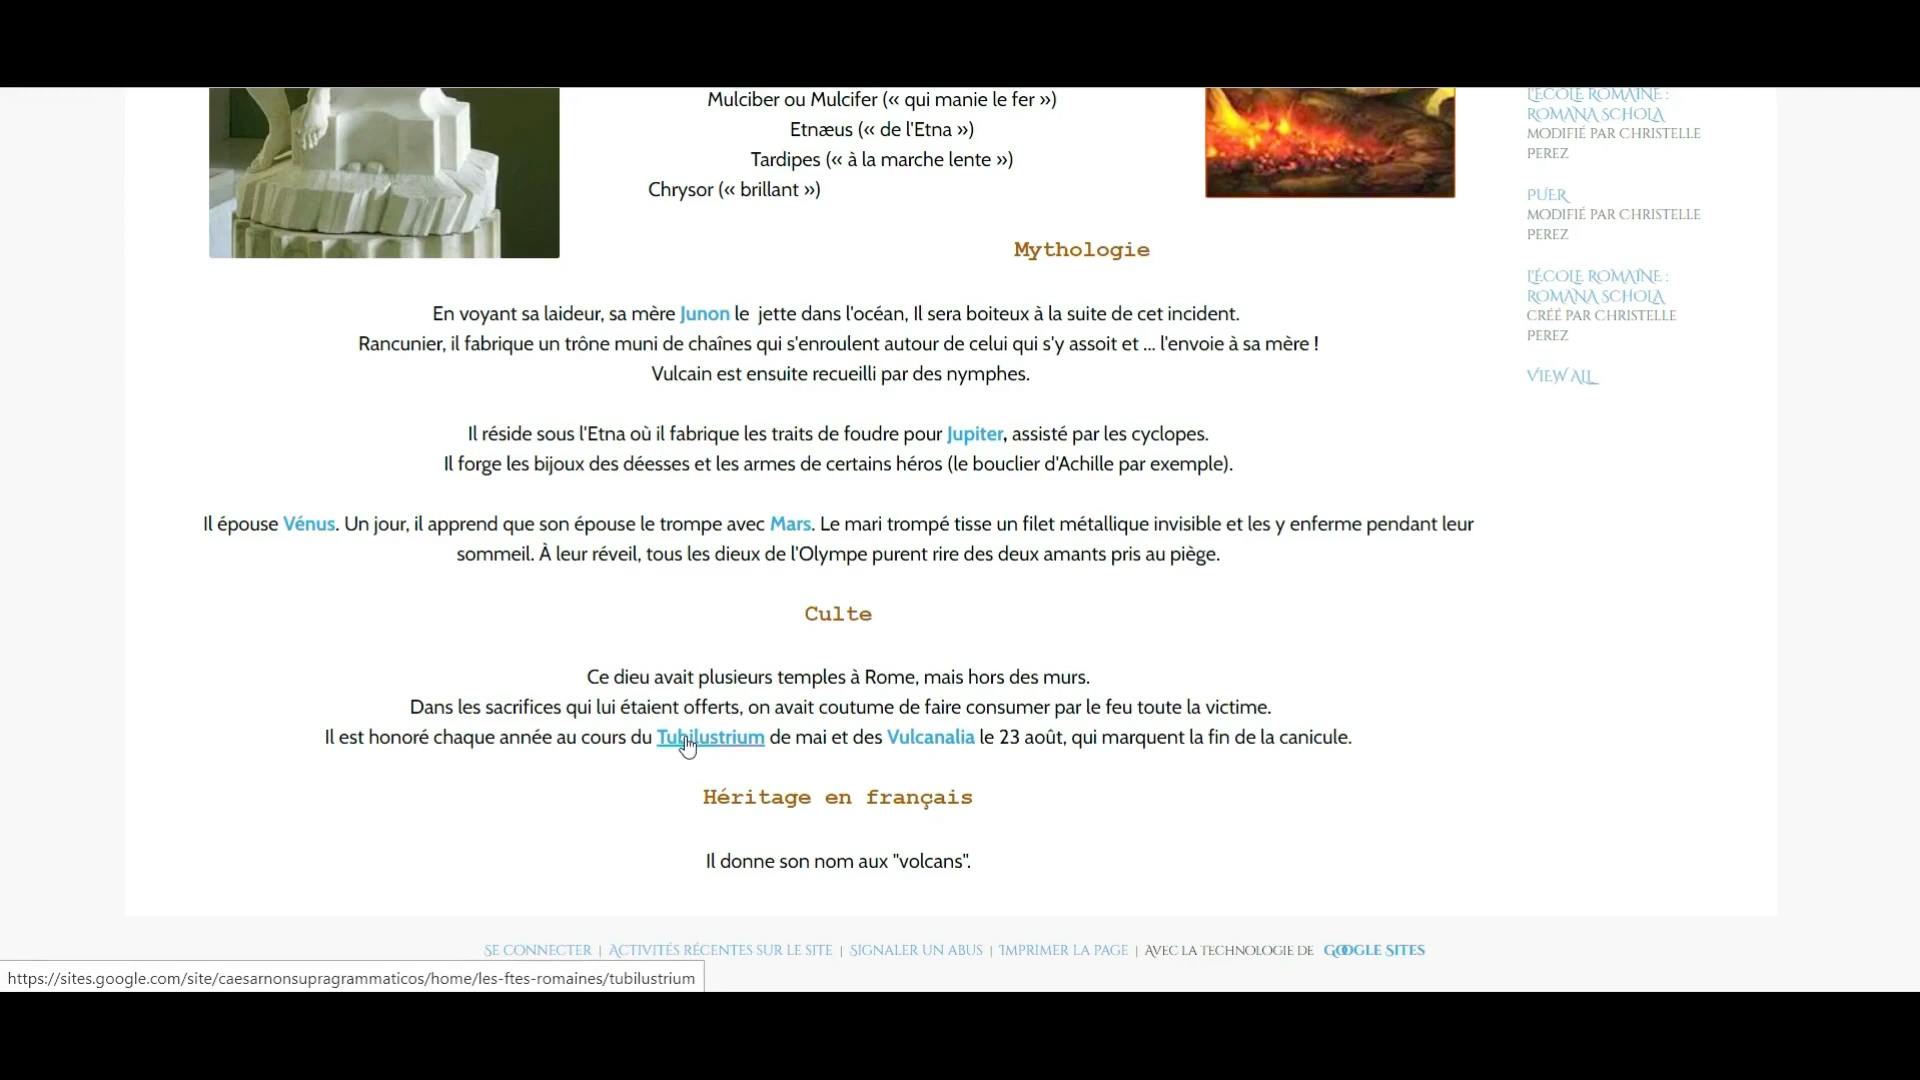 Mulciber ou Mulcifer (« qui manie le fer »)
Etnæus (« de l'Etna »)
Tardipes (« à la marche lente »)
Chrysor (« brillant »)
Mythologie
En voyant sa laideur, sa mère Junon le  jette dans l'océan, Il sera boiteux à la suite de cet incident.
Rancunier, il fabrique un trône muni de chaînes qui s'enroulent autour de celui qui s'y assoit et ... l'envoie à sa mère !
Vulcain est ensuite recueilli par des nymphes.
Il réside sous l'Etna où il fabrique les traits de foudre pour Jupiter, assisté par les cyclopes.
Il forge les bijoux des déesses et les armes de certains héros (le bouclier d'Achille par exemple).
Il épouse Vénus. Un jour, il apprend que son épouse le trompe avec Mars. Le mari trompé tisse un filet métallique invisible et les y enferme pendant leur
sommeil. À leur réveil, tous les dieux de l'Olympe purent rire des deux amants pris au piège.
Culte
Ce dieu avait plusieurs temples à Rome, mais hors des murs.
Dans les sacrifices qui lui étaient offerts, on avait coutume de faire consumer par le feu toute la victime.
Il est honoré chaque année au cours du Tubilustrium de mai et des Vulcanalia le 23 août, qui marquent la fin de la canicule.
Héritage en français
Il donne son nom aux "volcans".
L'ÉCOLE ROMAINE :
ROMANA SCHOLA
MODIFIÉ PAR CHRISTELLE
PEREZ
PUER
MODIFIÉ PAR CHRISTELLE
PEREZ
L'ÉCOLE ROMAINE :
ROMANA SCHOLA
CRÉÉ PAR CHRISTELLE
PEREZ
VIEW ALL
SE CONNECTER | ACTIVITÉS RÉCENTES SUR LE SITE | SIGNALER UN ABUS | IMPRIMER LA PAGE | AVEC LA TECHNOLOGIE DE GOOGLE SITES
https://sites.google.com/site/caesarnonsupragrammaticos/home/les-ftes-romaines/tubilustrium